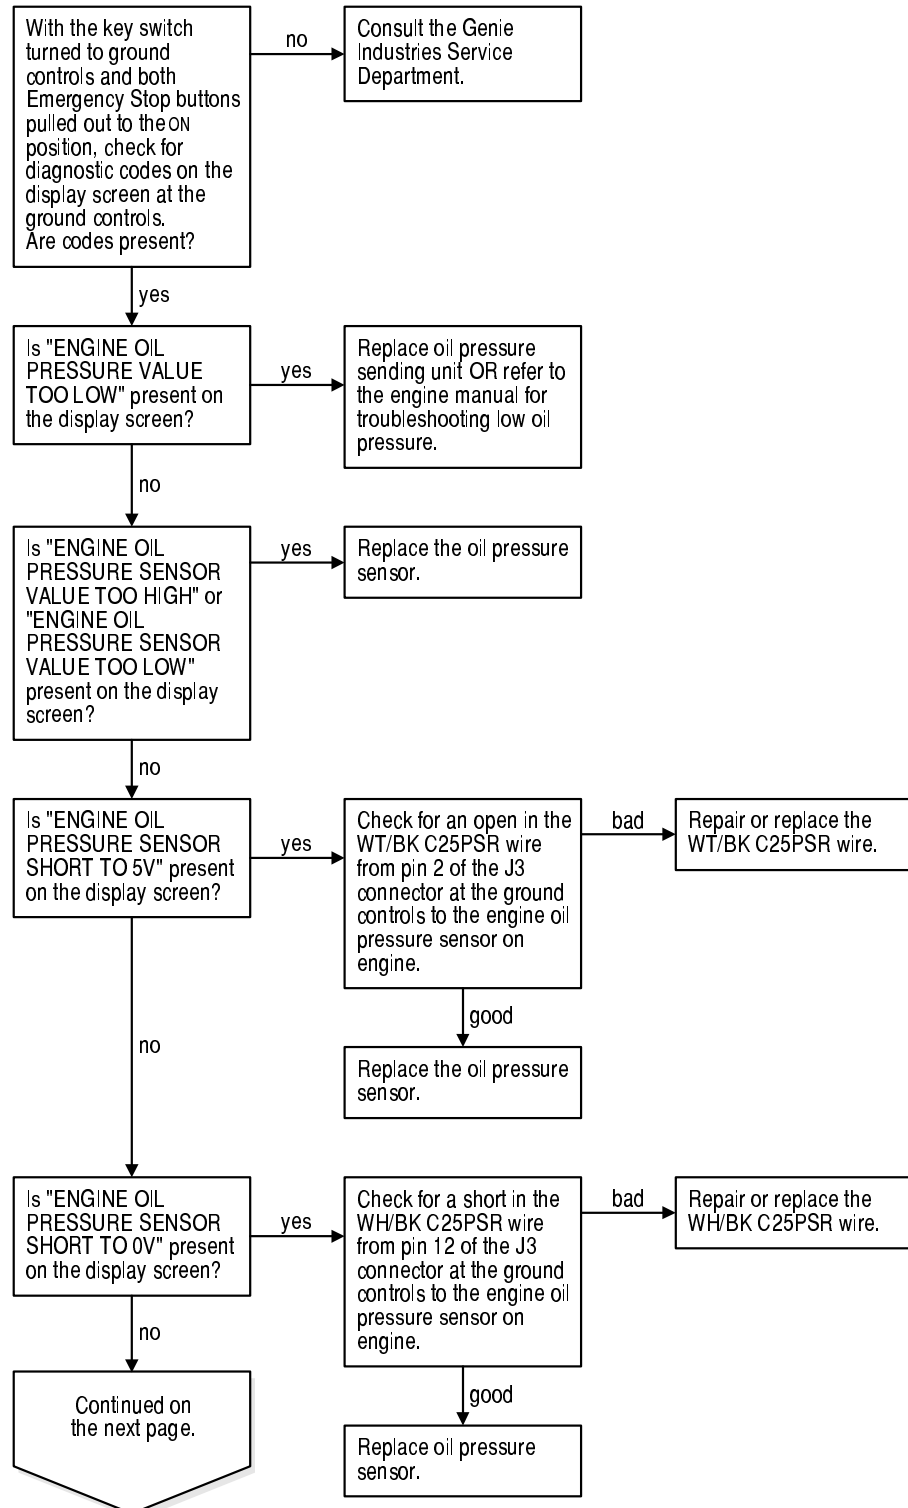 With the key switch
turned to ground
controls and both
Emergency Stop buttons
pulled out to the ON
position, check for
diagnostic codes on the
display screen at the
ground controls.
Are codes present?
no
Consult the Genie
Industries Service
Department.
yes
Is "ENGINE OIL
PRESSURE VALUE
TOO LOW" present on
the display screen?
yes
Replace oil pressure
sending unit OR refer to
the engine manual for
troubleshooting low oil
pressure.
no
Is "ENGINE OIL
PRESSURE SENSOR
VALUE TOO HIGH" or
"ENGINE OIL
PRESSURE SENSOR
VALUE TOO LOW"
present on the display
screen?
yes
Replace the oil pressure
sensor.
no
Is "ENGINE OIL
PRESSURE SENSOR
SHORT TO 5V" present
on the display screen?
yes
Check for an open in the
WT/BK C25PSR wire
from pin 2 of the J3
connector at the ground
controls to the engine oil
pressure sensor on
engine.
bad
Repair or replace the
WT/BK C25PSR wire.
good
Replace the oil pressure
sensor.
no
Is "ENGINE OIL
PRESSURE SENSOR
SHORT TO 0V" present
on the display screen?
yes
Check for a short in the
WH/BK C25PSR wire
from pin 12 of the J3
connector at the ground
controls to the engine oil
pressure sensor on
engine.
bad
Repair or replace the
WH/BK C25PSR wire.
good
Replace oil pressure
sensor.
no
Continued on
the next page.